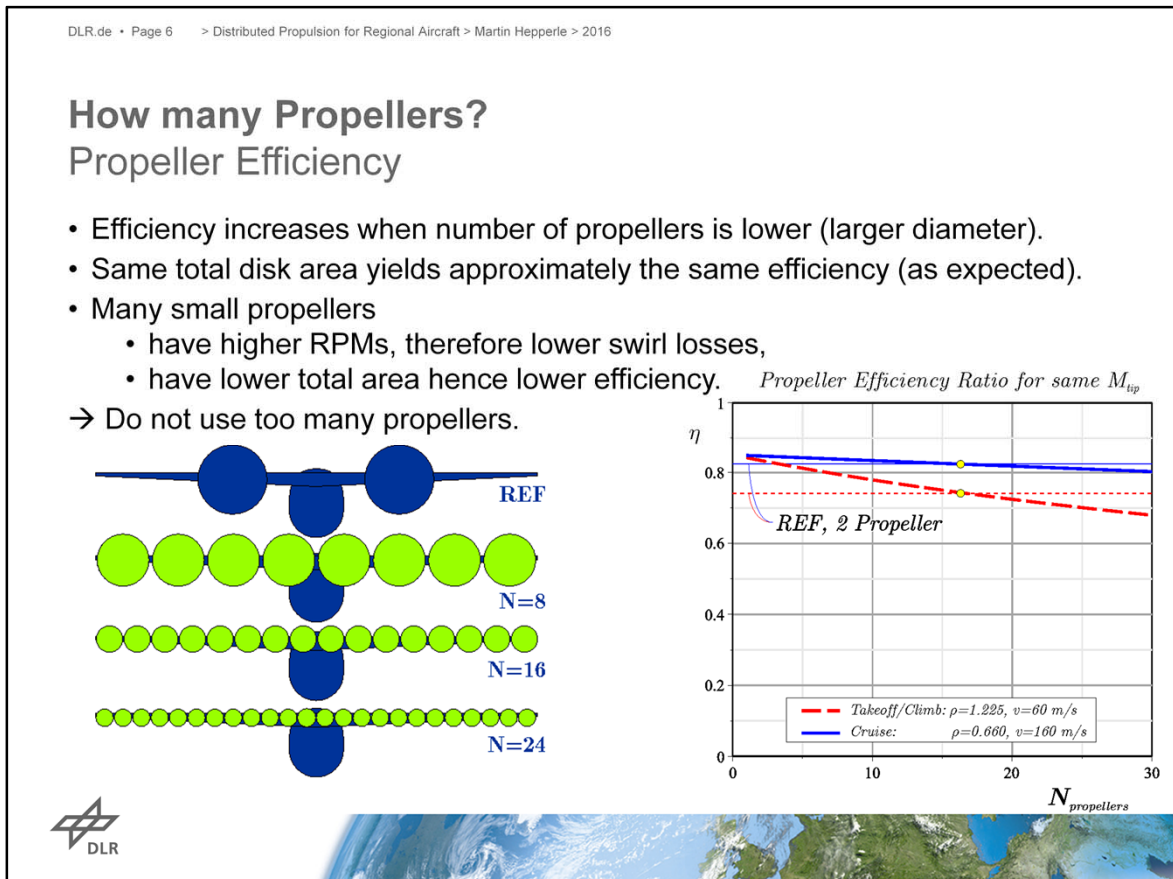 DLR.de • Page 6 > Distributed Propulsion for Regional Aircraft > Martin Hepperle > 2016
How many Propellers?
Propeller Efficiency
• Efficiency increases when number of propellers is lower (larger diameter).
• Same total disk area yields approximately the same efficiency (as expected).
• Many small propellers
• have higher RPMs, therefore lower swirl losses,
• have lower total area hence lower efficiency.
→ Do not use too many propellers.
REF
N=8
N=16
N=24
Propeller Efficiency Ratio for same M_tip
η
1
0.8
0.6
0.4
0.2
0
REF, 2 Propeller
Takeoff/Climb: ρ=1.225, v=60 m/s
Cruise: ρ=0.660, v=160 m/s
0 10 20 30
N_propellers
DLR